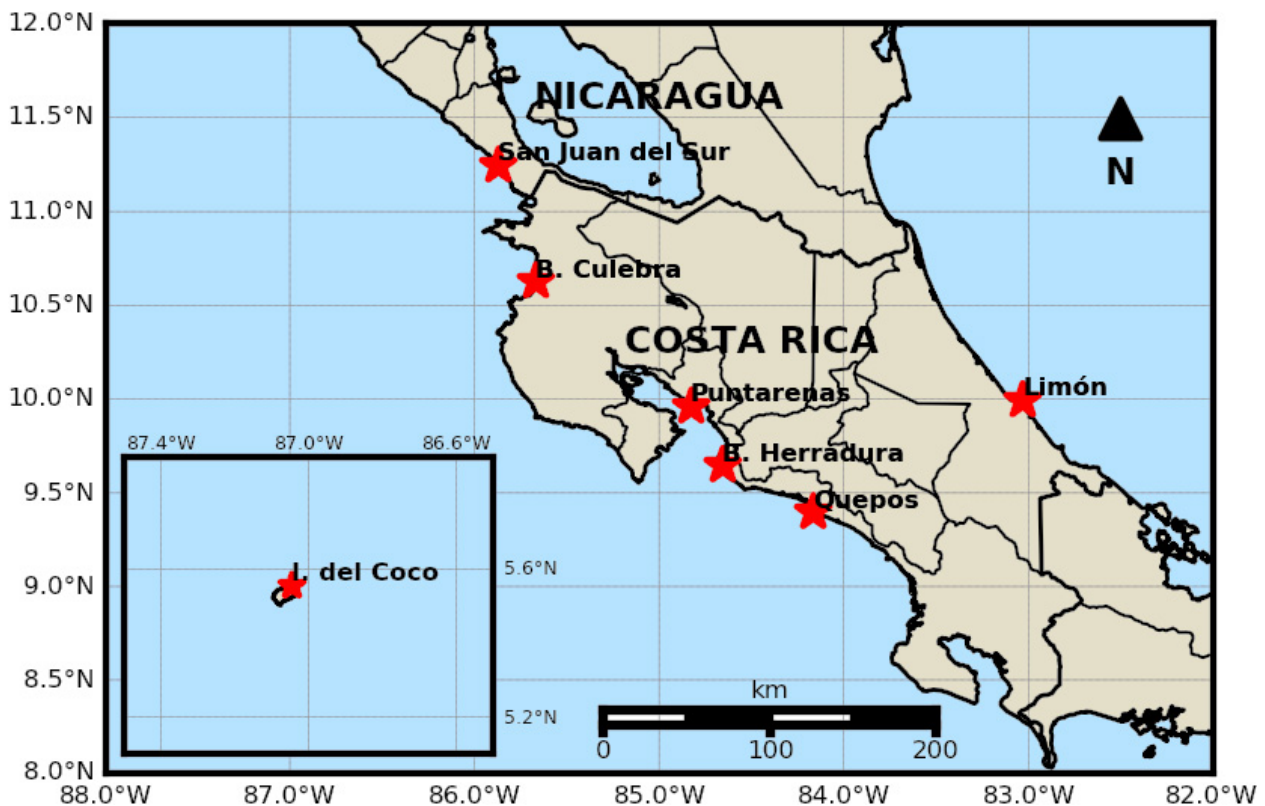 12.0°N
11.5°N
11.0°N
10.5°N
10.0°N
9.5°N
9.0°N
8.5°N
8.0°N
NICARAGUA
San Juan del Sur
N
B. Culebra
COSTA RICA
Puntarenas
Limón
B. Herradura
Quepos
87.4°W 87.0°W 86.6°W
I. del Coco
5.6°N
5.2°N
km
0 100 200
88.0°W 87.0°W 86.0°W 85.0°W 84.0°W 83.0°W 82.0°W